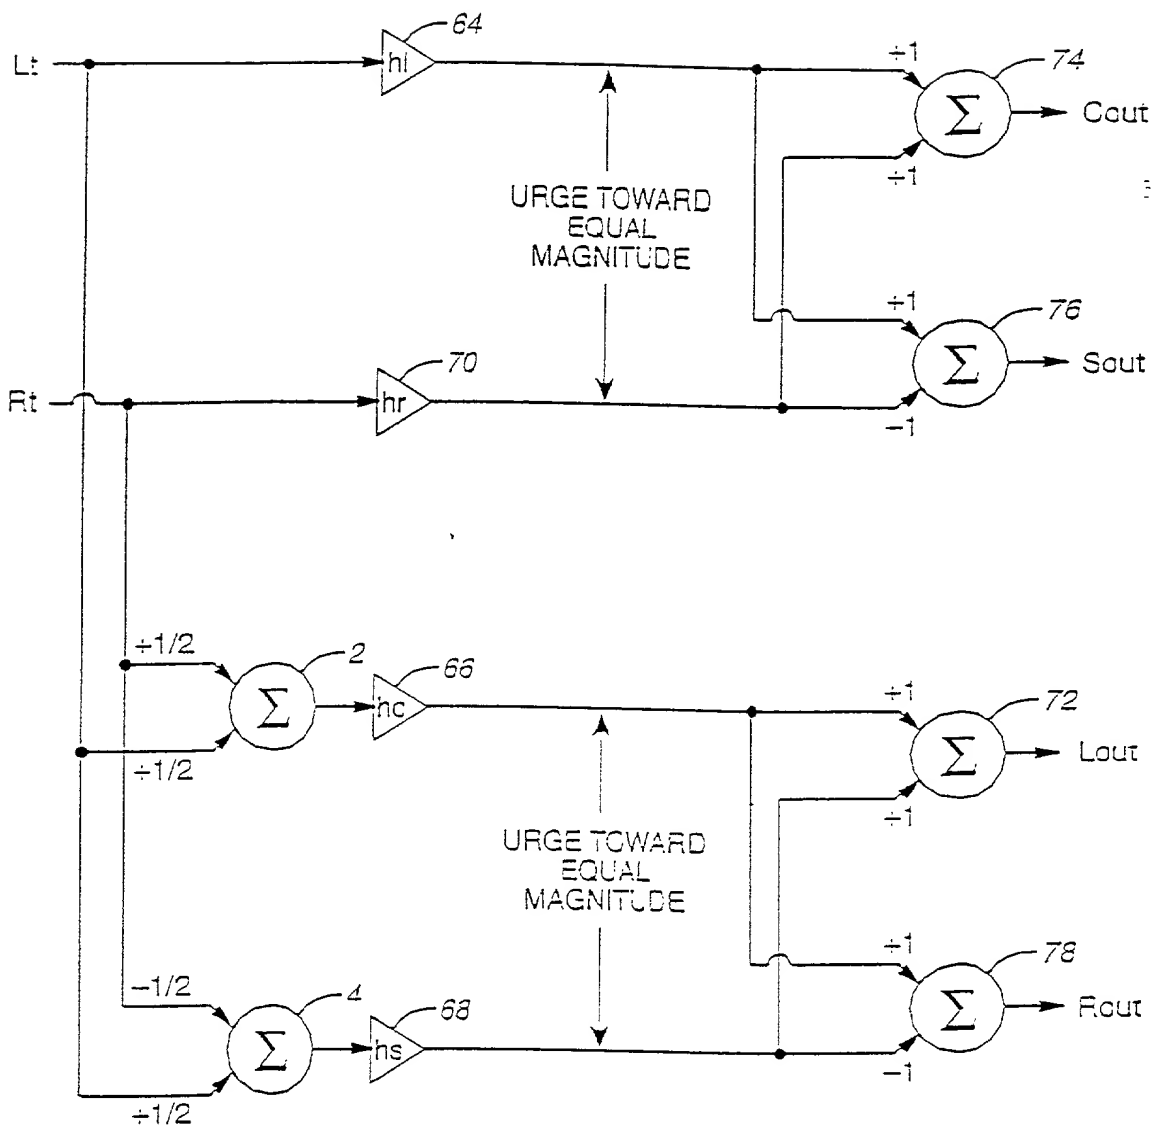 64
Lt
hl
+1
74
Σ
Cout
+1
URGE TOWARD
EQUAL
MAGNITUDE
+1
76
Σ
Sout
70
Rt
hr
-1
+1/2
2
66
Σ
hc
+1
72
Σ
Lout
+1/2
+1
URGE TOWARD
EQUAL
MAGNITUDE
+1
78
-1/2
4
68
Σ
hs
Σ
Rout
-1
+1/2